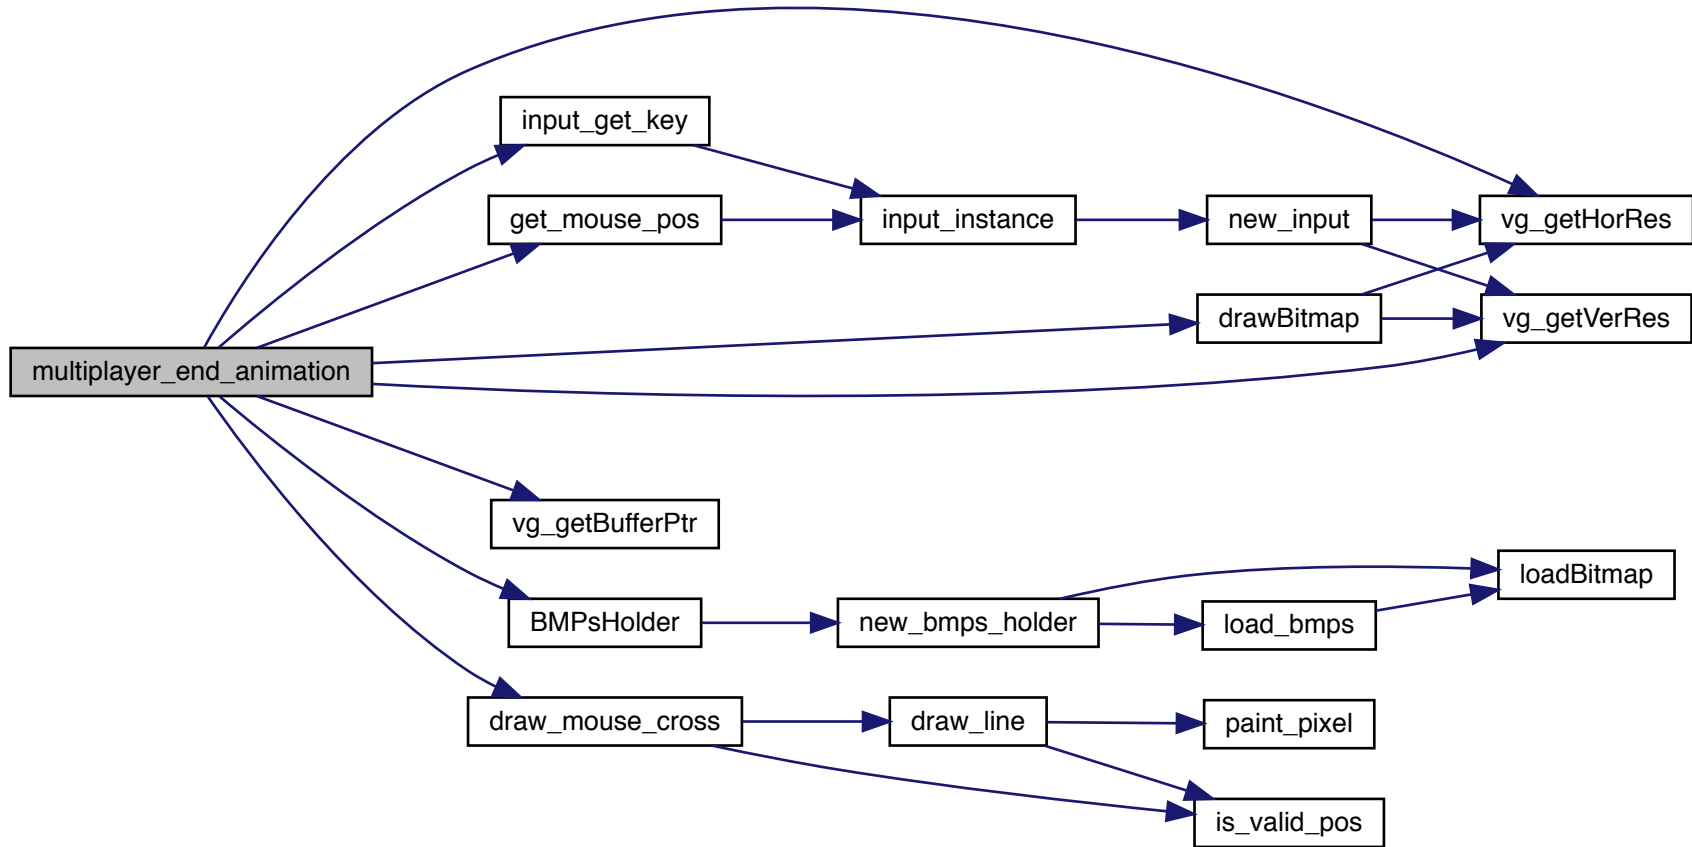 input_get_key
get_mouse_pos
input_instance
new_input
vg_getHorRes
drawBitmap
vg_getVerRes
multiplayer_end_animation
vg_getBufferPtr
BMPsHolder
new_bmps_holder
load_bmps
loadBitmap
draw_mouse_cross
draw_line
paint_pixel
is_valid_pos